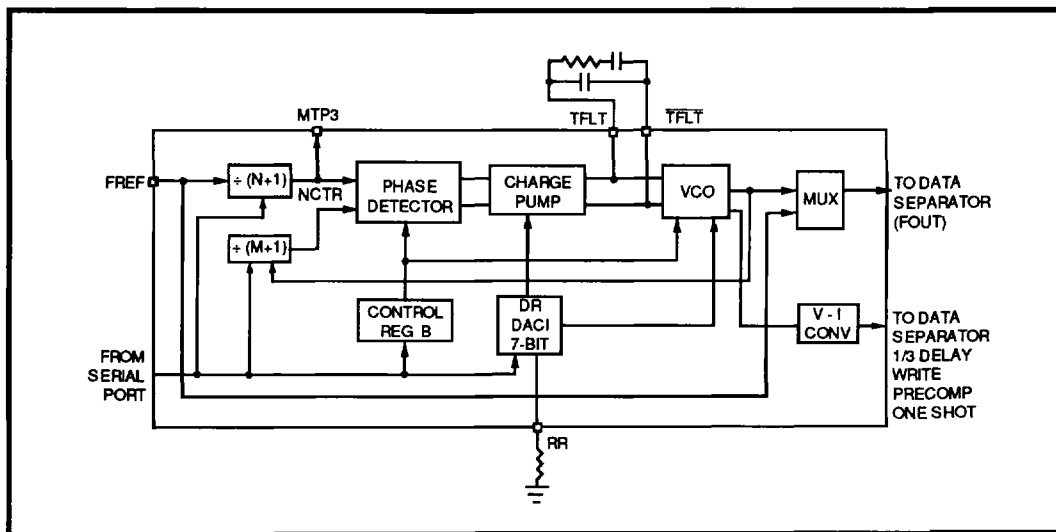 MTP3
TFLT
TFLT
FREF
÷ (N+1)
NCTR
PHASE
DETECTOR
CHARGE
PUMP
VCO
MUX
TO DATA
SEPARATOR
(FOUT)
÷ (M+1)
CONTROL
REG B
DR
DACI
7-BIT
V - I
CONV
TO DATA
SEPARATOR
1/3 DELAY
WRITE
PRECOMP
ONE SHOT
FROM
SERIAL
PORT
RR